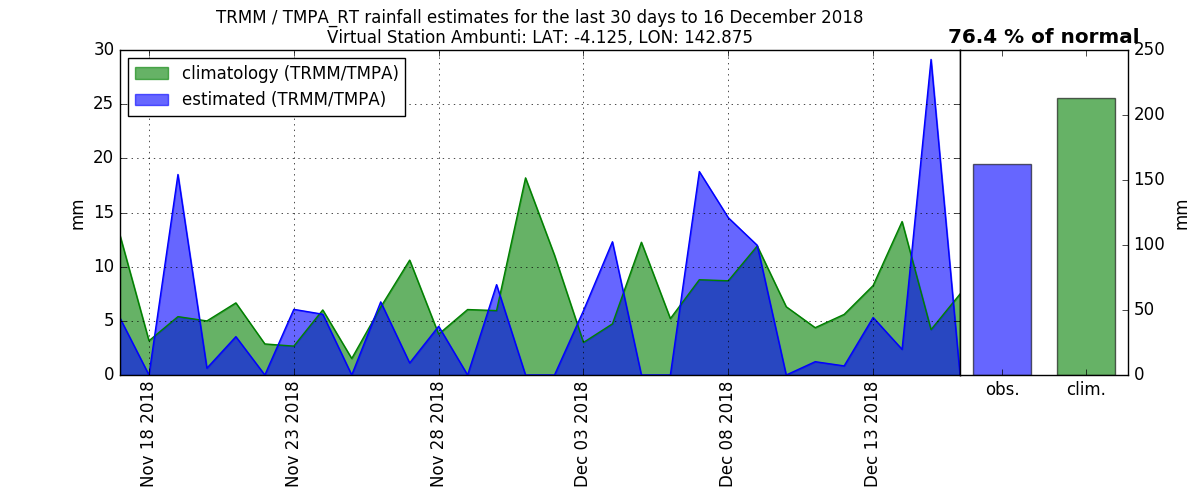 TRMM / TMPA_RT rainfall estimates for the last 30 days to 16 December 2018
Virtual Station Ambunti: LAT: -4.125, LON: 142.875
76.4 % of normal
climatology (TRMM/TMPA)
estimated (TRMM/TMPA)
30
25
20
15
10
5
0
mm
Nov 18 2018
Nov 23 2018
Nov 28 2018
Dec 03 2018
Dec 08 2018
Dec 13 2018
250
200
150
100
50
0
mm
obs.
clim.